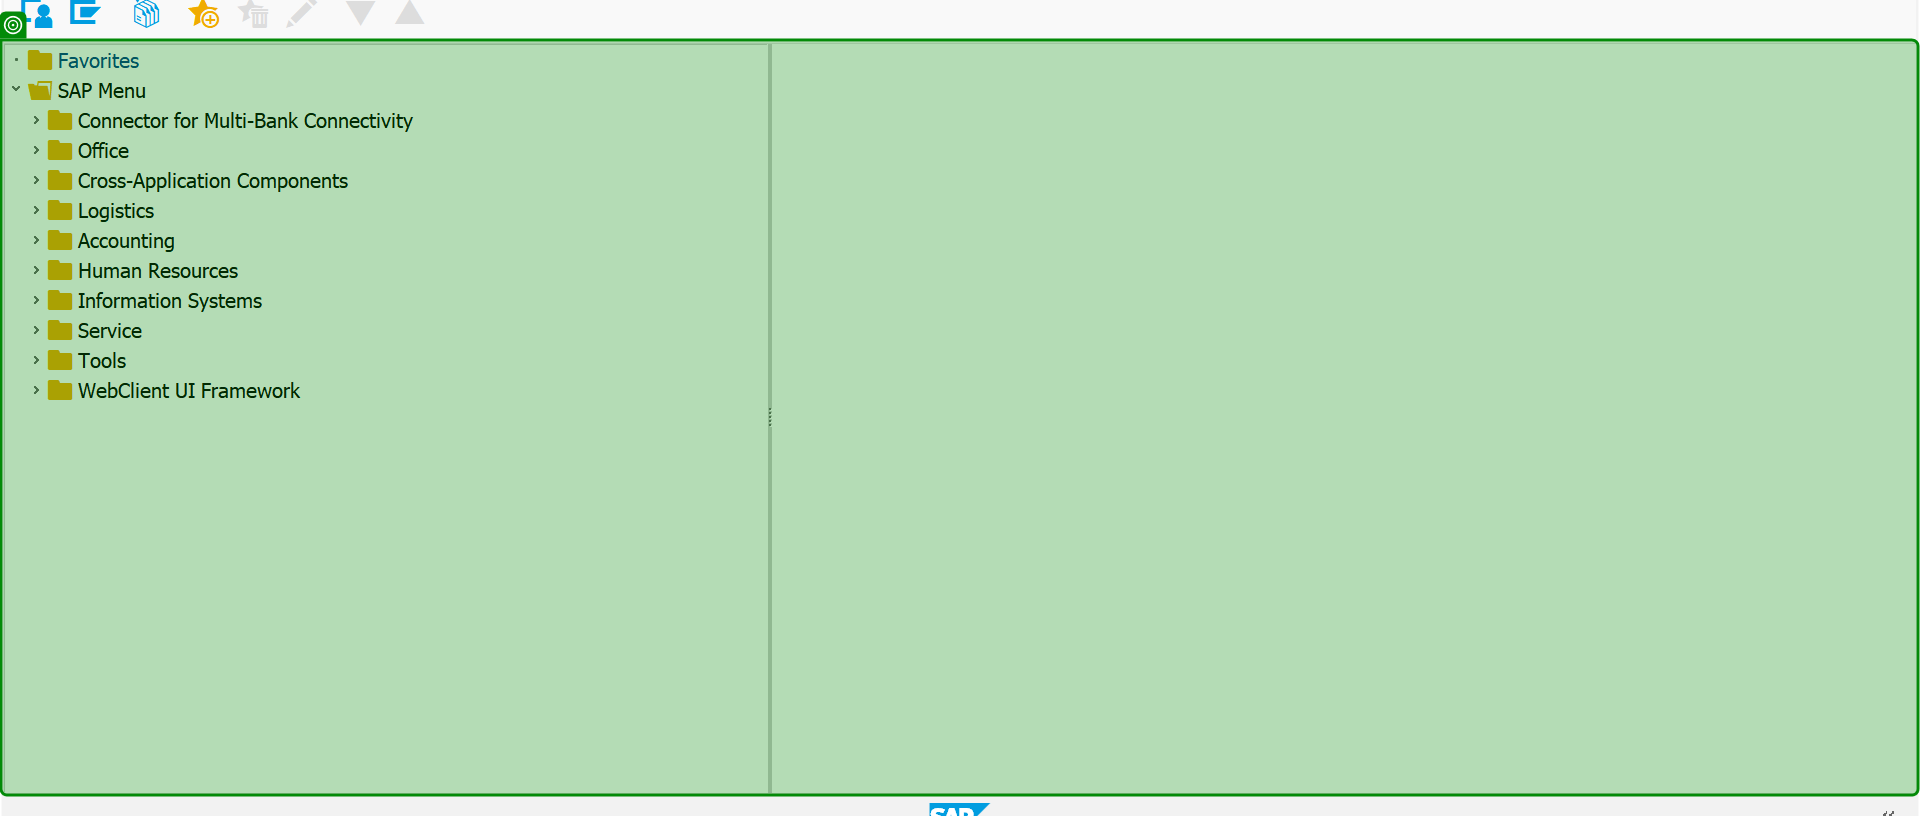 Favorites
SAP Menu
Connector for Multi-Bank Connectivity
Office
Cross-Application Components
Logistics
Accounting
Human Resources
Information Systems
Service
Tools
WebClient UI Framework
SAP